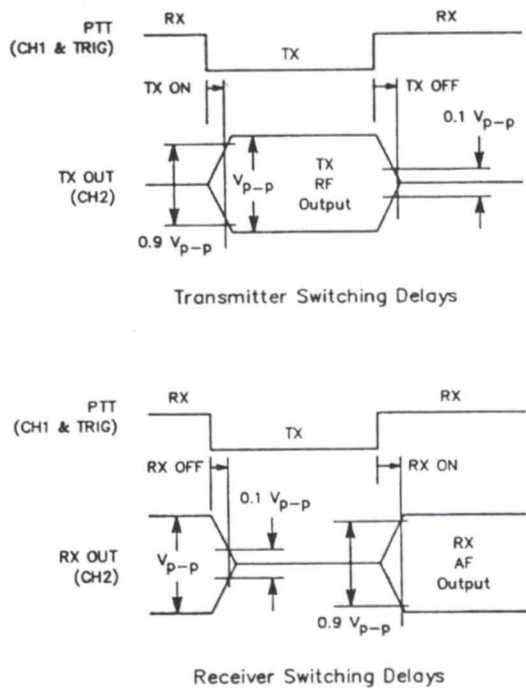 PTT
(CH1 & TRIG)
RX
TX
RX
TX ON
TX OFF
0.1 Vp-p
TX OUT
(CH2)
Vp-p
TX
RF
Output
0.9 Vp-p
Transmitter Switching Delays
PTT
(CH1 & TRIG)
RX
TX
RX
RX OFF
RX ON
0.1 Vp-p
RX OUT
(CH2)
Vp-p
RX
AF
Output
0.9 Vp-p
Receiver Switching Delays